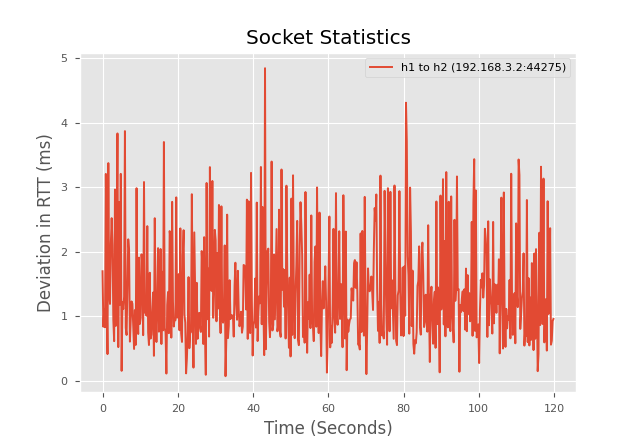 Socket Statistics
h1 to h2 (192.168.3.2:44275)
Deviation in RTT (ms)
5
4
3
2
1
0
0 20 40 60 80 100 120
Time (Seconds)